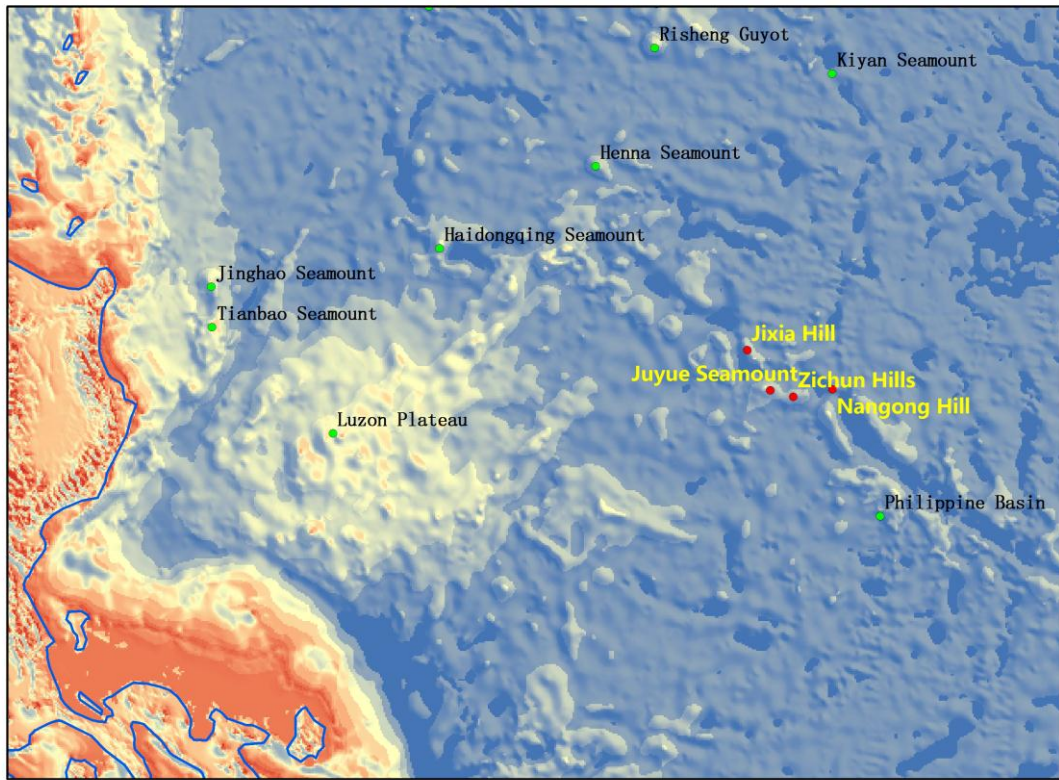 Risheng Guyot
Kiyan Seamount
Henna Seamount
Haidongqing Seamount
Jinghao Seamount
Tianbao Seamount
Jixia Hill
Juyue Seamount
Zichun Hills
Nangong Hill
Luzon Plateau
Philippine Basin